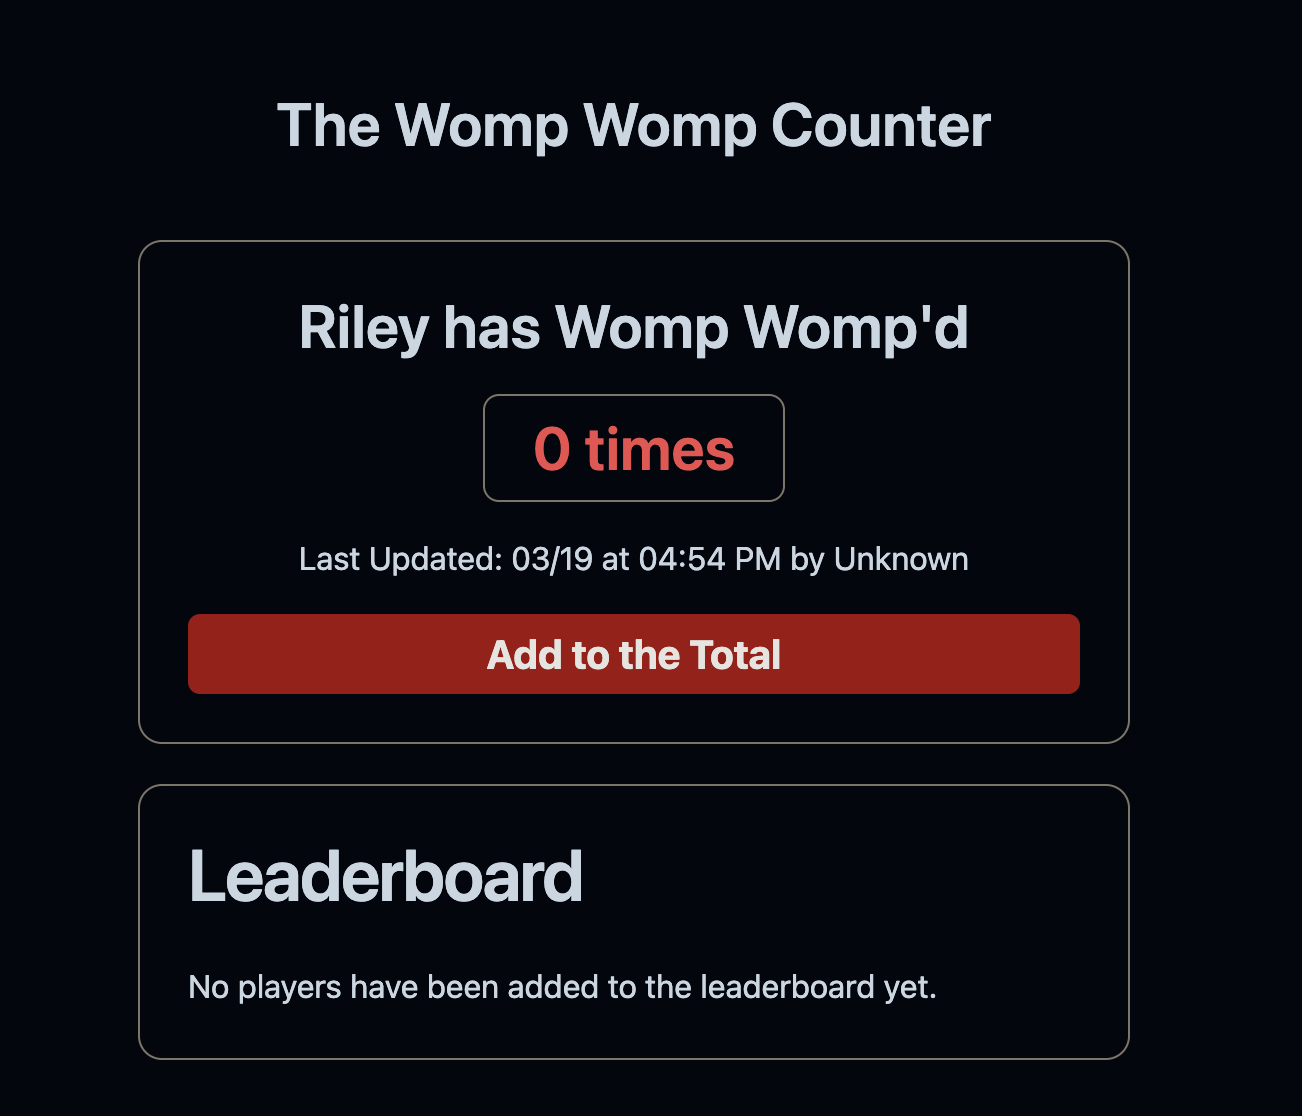 The Womp Womp Counter
Riley has Womp Womp'd
0 times
Last Updated: 03/19 at 04:54 PM by Unknown
Add to the Total
Leaderboard
No players have been added to the leaderboard yet.